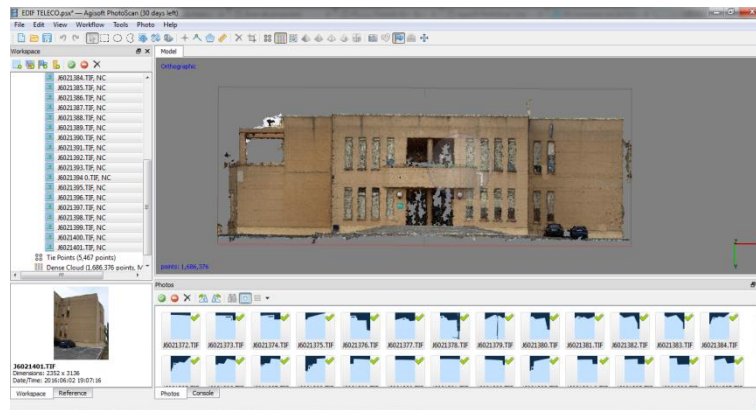 EDIF TELECO.psx* — Agisoft PhotoScan (30 days left)
File Edit View Workflow Tools Photo Help
Workspace
Model
J6021384.TIF, NC
J6021385.TIF, NC
J6021386.TIF, NC
J6021387.TIF, NC
J6021388.TIF, NC
J6021389.TIF, NC
J6021390.TIF, NC
J6021391.TIF, NC
J6021392.TIF, NC
J6021393.TIF, NC
J6021394 0.TIF, NC
J6021395.TIF, NC
J6021396.TIF, NC
J6021397.TIF, NC
J6021398.TIF, NC
J6021399.TIF, NC
J6021400.TIF, NC
J6021401.TIF, NC
Tie Points (5,467 points)
Dense Cloud (1,686,376 points, M
Orthographic
points: 1,686,376
Photos
J6021372.TIF J6021373.TIF J6021374.TIF J6021375.TIF J6021376.TIF J6021377.TIF J6021378.TIF J6021379.TIF J6021380.TIF J6021381.TIF J6021382.TIF J6021383.TIF J6021384.TIF
J6021401.TIF
Dimensions: 2352 x 3136
Date/Time: 2016:06:02 19:07:16
Workspace Reference
Photos Console